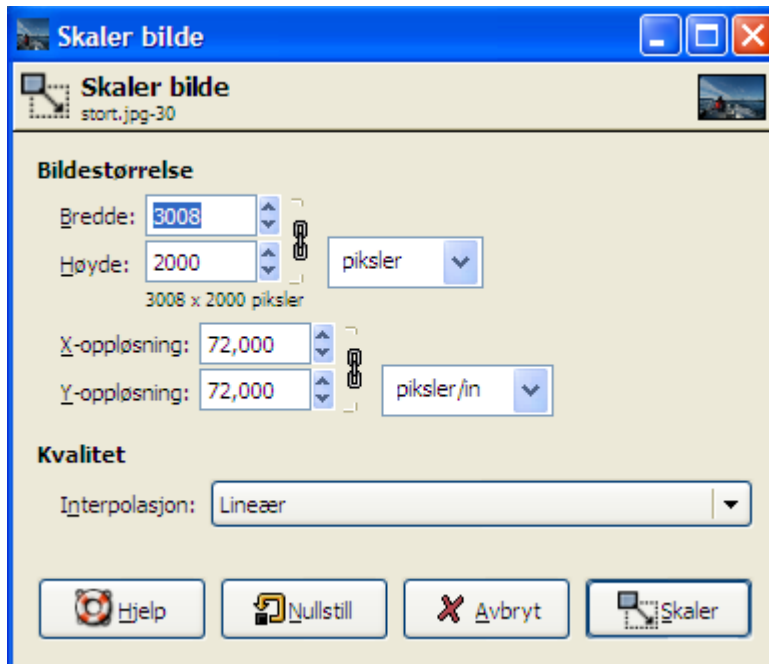 Skaler bilde
Skaler bilde
stort.jpg-30
Bildestørrelse
Bredde: 3008
Høyde: 2000 piksler
3008 x 2000 piksler
X-oppløsning: 72,000
Y-oppløsning: 72,000 piksler/in
Kvalitet
Interpolasjon: Lineær
Hjelp Nullstill Avbryt Skaler